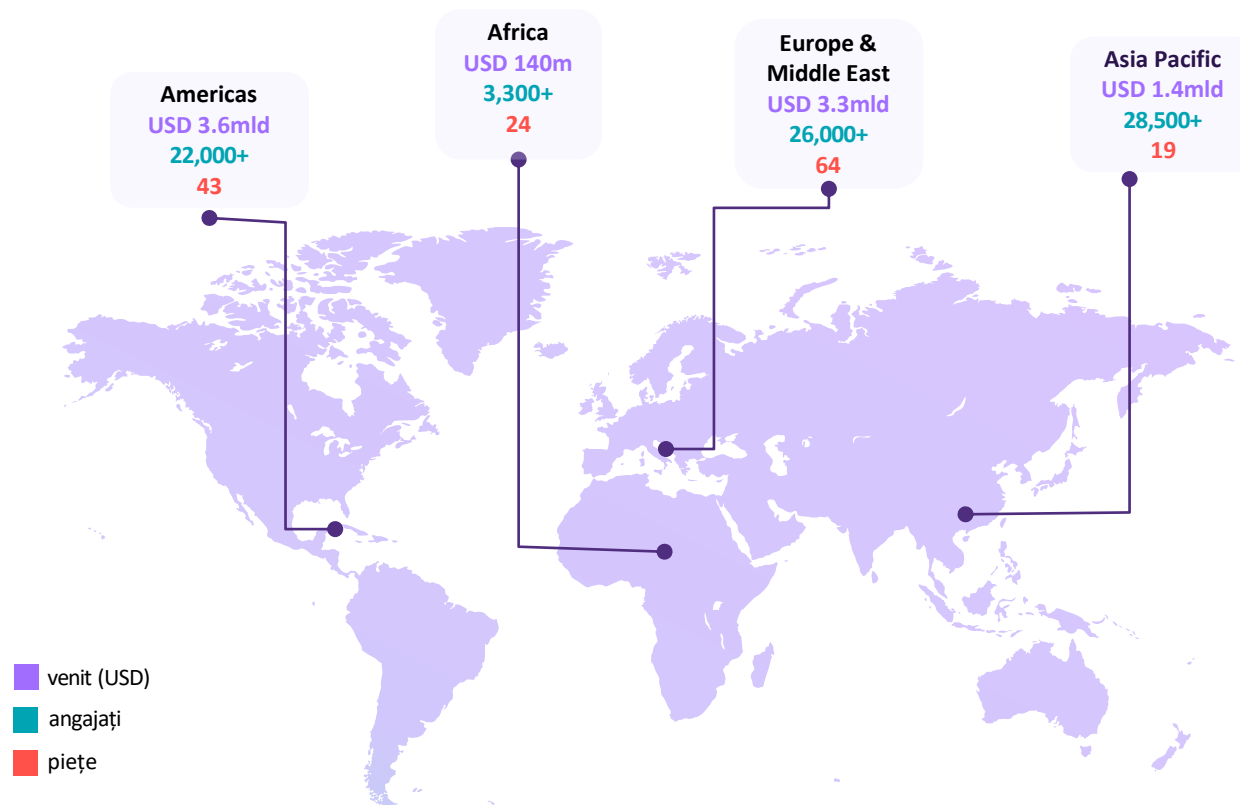 Americas
USD 3.6mld
22,000+
43
Africa
USD 140m
3,300+
24
Europe &
Middle East
USD 3.3mld
26,000+
64
Asia Pacific
USD 1.4mld
28,500+
19
venit (USD)
angajați
piețe